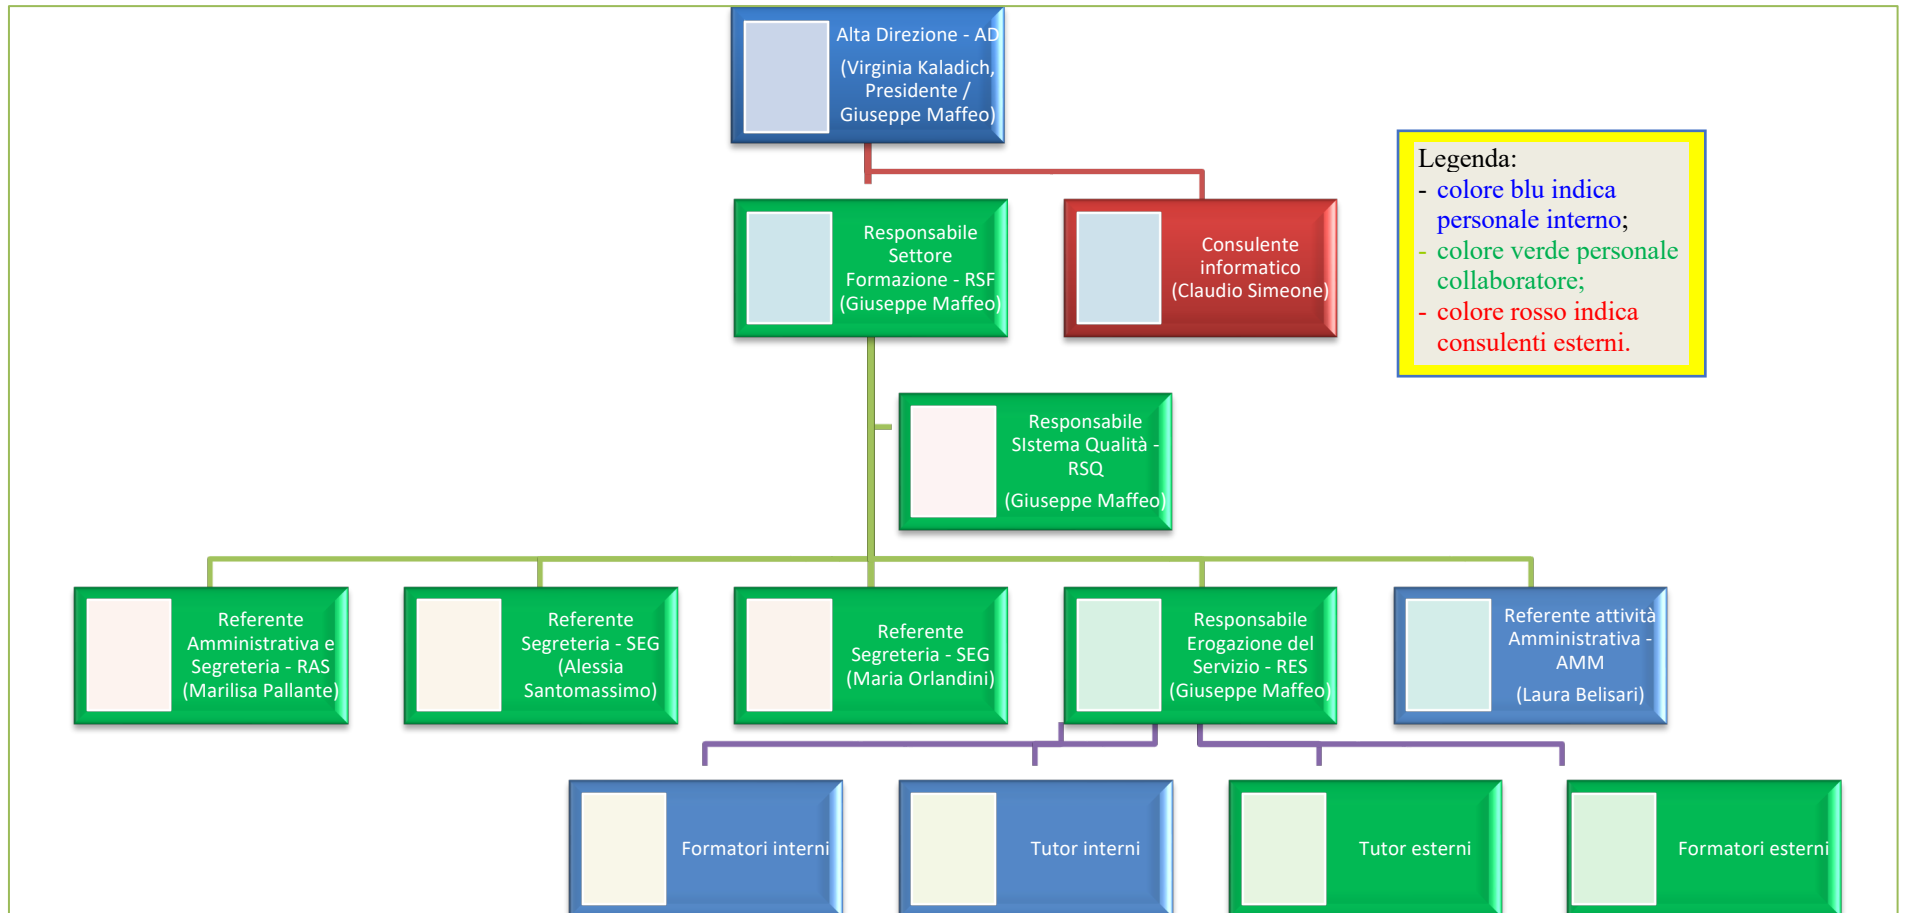 Alta Direzione - AD
(Virginia Kaladich,
Presidente /
Giuseppe Maffeo)
Legenda:
- colore blu indica
personale interno;
- colore verde personale
collaboratore;
- colore rosso indica
consulenti esterni.
Responsabile
Settore
Formazione - RSF
(Giuseppe Maffeo)
Consulente
informatico
(Claudio Simeone)
Responsabile
SIstema Qualità -
RSQ
(Giuseppe Maffeo)
Referente
Amministrativa e
Segreteria - RAS
(Marilisa Pallante)
Referente
Segreteria - SEG
(Alessia
Santomassimo)
Referente
Segreteria - SEG
(Maria Orlandini)
Responsabile
Erogazione del
Servizio - RES
(Giuseppe Maffeo)
Referente attività
Amministrativa -
AMM
(Laura Belisari)
Formatori interni
Tutor interni
Tutor esterni
Formatori esterni